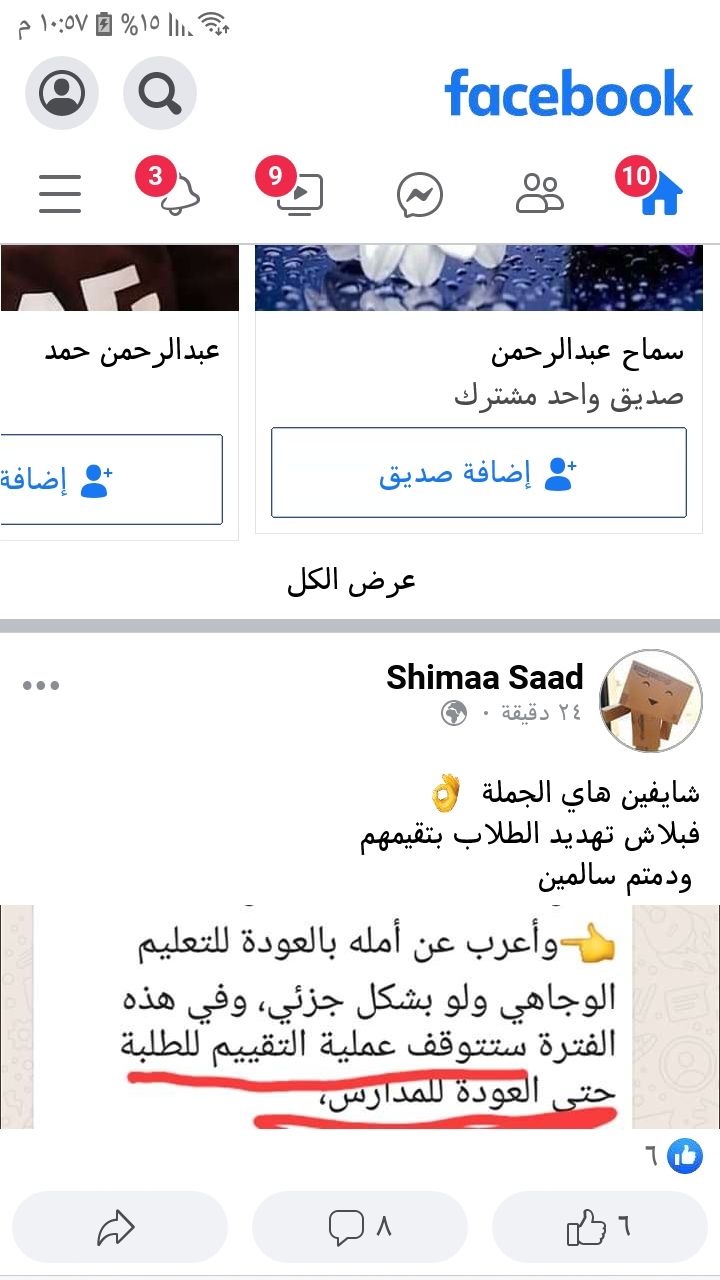 م ١٠:٥٧ %١٥
facebook
3
9
10
سماح عبدالرحمن
صديق واحد مشترك
إضافة صديق
عبدالرحمن حمد
إضافة
عرض الكل
Shimaa Saad
٢٤ دقيقة ·
شايفين هاي الجملة 👌
فبلاش تهديد الطلاب بتقيمهم
ودمتم سالمين
👈وأعرب عن أمله بالعودة للتعليم
الوجاهي ولو بشكل جزئي، وفي هذه
الفترة ستتوقف عملية التقييم للطلبة
حتى العودة للمدارس،
٦
٦
٨